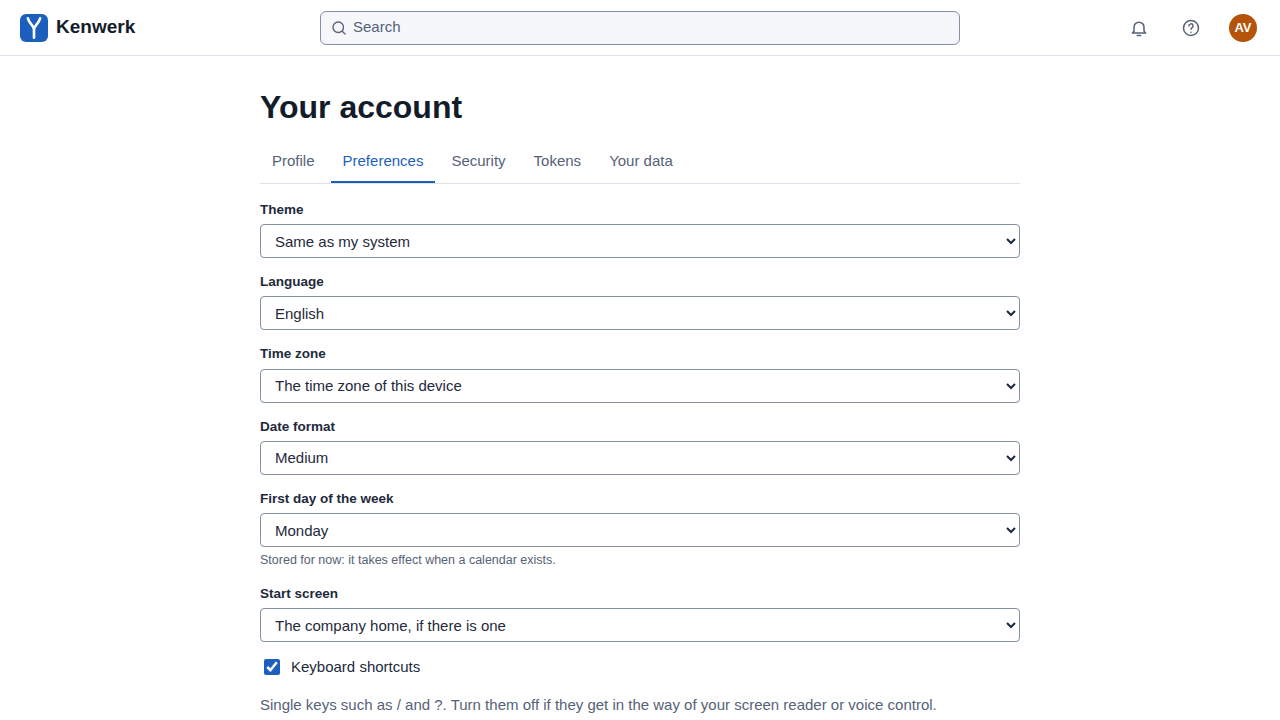 Kenwerk
Search
AV
Your account
Profile
Preferences
Security
Tokens
Your data
Theme
Same as my system
Language
English
Time zone
The time zone of this device
Date format
Medium
First day of the week
Monday
Stored for now: it takes effect when a calendar exists.
Start screen
The company home, if there is one
Keyboard shortcuts
Single keys such as / and ?. Turn them off if they get in the way of your screen reader or voice control.